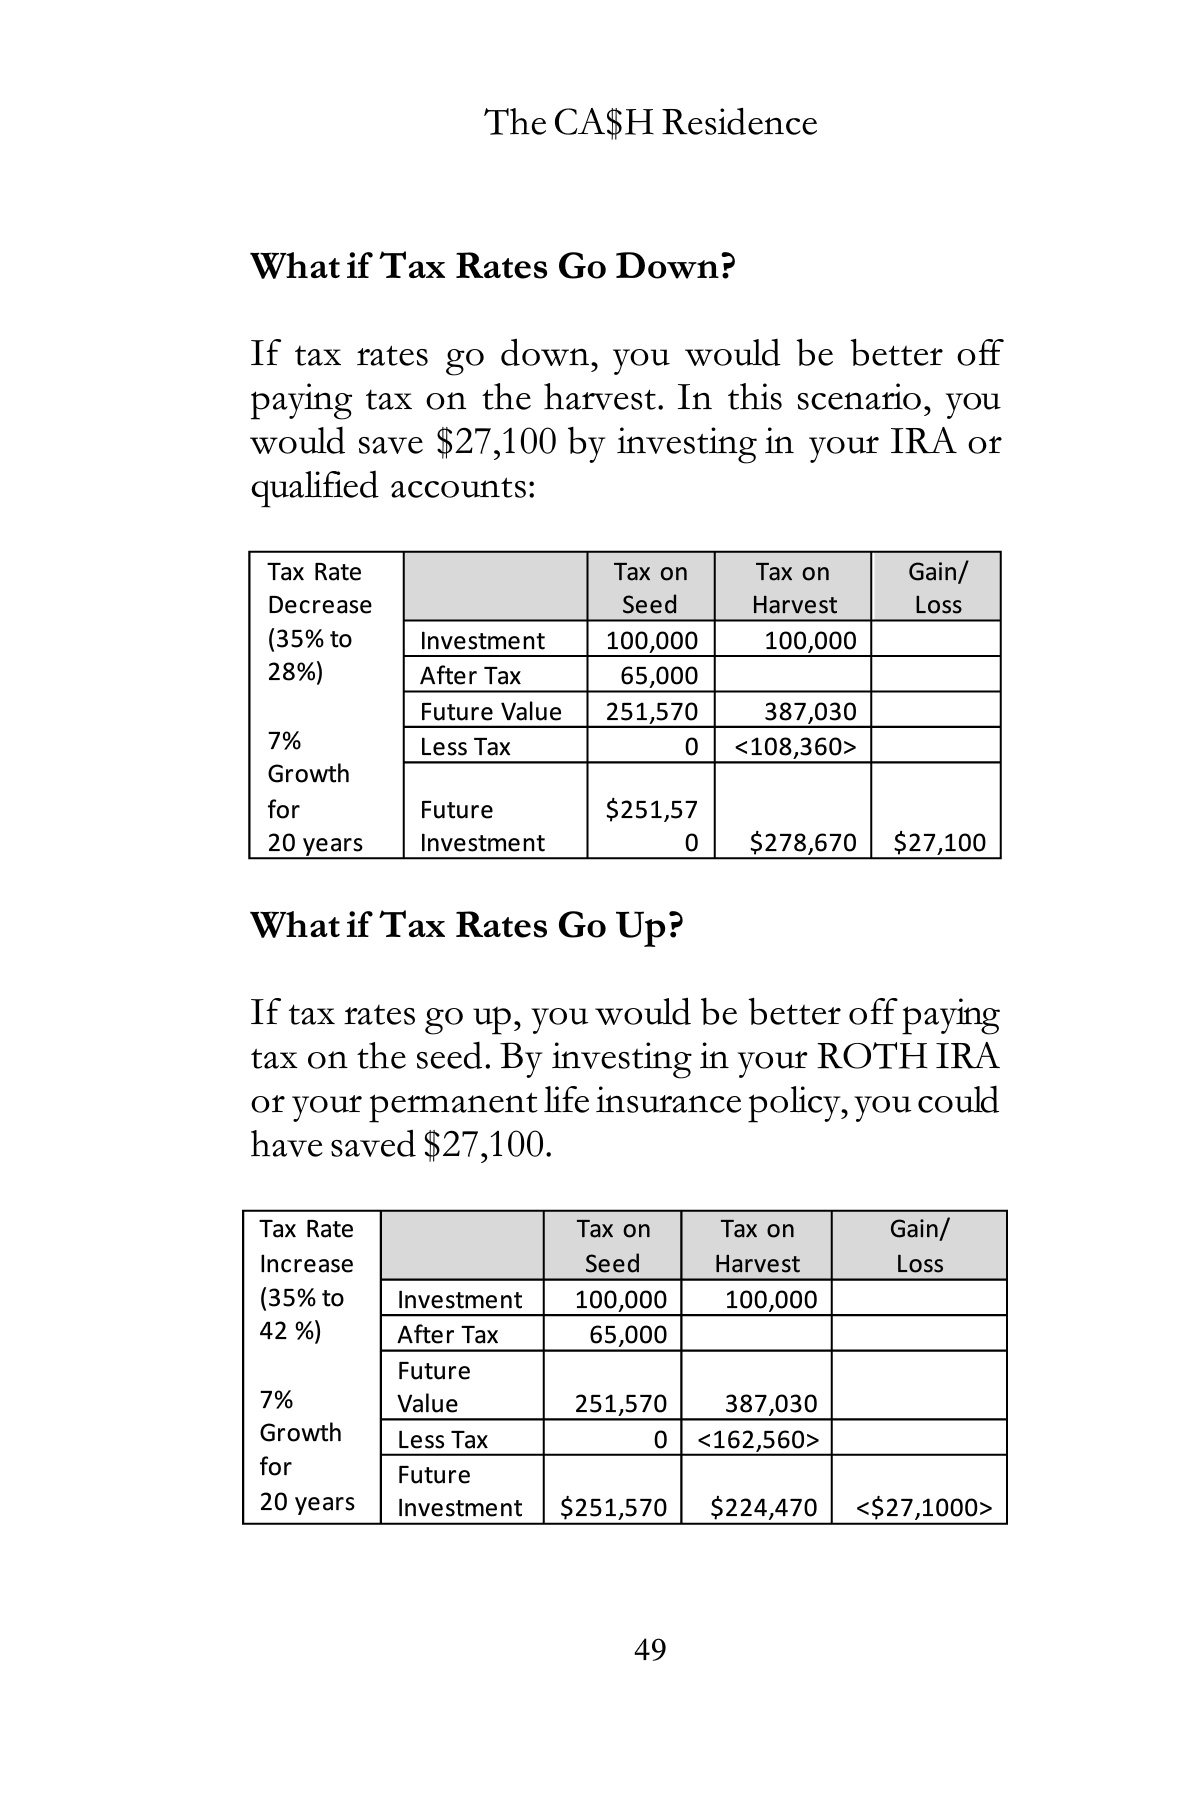 The CA$H Residence
What if Tax Rates Go Down?
If tax rates go down, you would be better off
paying tax on the harvest. In this scenario, you
would save $27,100 by investing in your IRA or
qualified accounts:
Tax Rate
Decrease
(35% to
28%)
7%
Growth
for
20 years
Tax on
Seed
Tax on
Harvest
Gain/
Loss
Investment 100,000 100,000
After Tax 65,000
Future Value 251,570 387,030
Less Tax 0 <108,360>
Future $251,57
Investment 0 $278,670 $27,100
What if Tax Rates Go Up?
If tax rates go up, you would be better off paying
tax on the seed. By investing in your ROTH IRA
or your permanent life insurance policy, you could
have saved $27,100.
Tax Rate
Increase
(35% to
42 %)
7%
Growth
for
20 years
Tax on
Seed
Tax on
Harvest
Gain/
Loss
Investment 100,000 100,000
After Tax 65,000
Future
Value 251,570 387,030
Less Tax 0 <162,560>
Future
Investment $251,570 $224,470 <$27,1000>
49